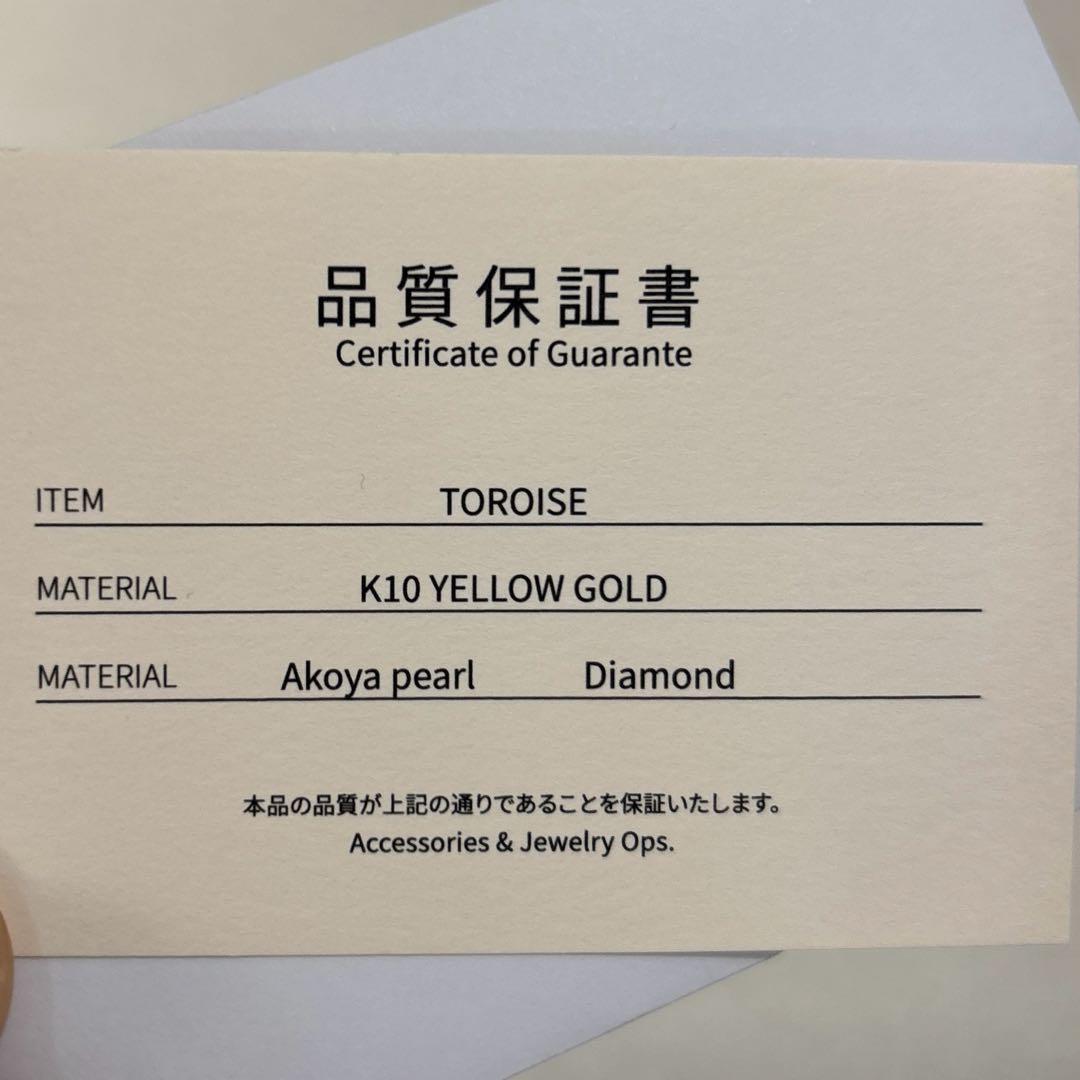 品質保証書
Certificate of Guarante
ITEM TOROISE
MATERIAL K10 YELLOW GOLD
MATERIAL Akoya pearl Diamond
本品の品質が上記の通りであることを保証いたします。
Accessories & Jewelry Ops.